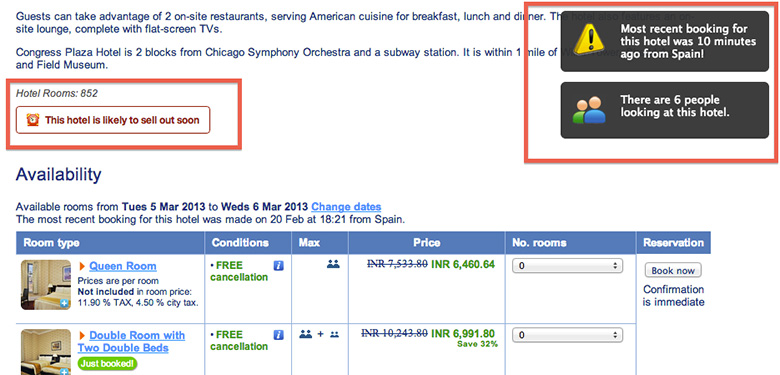 Guests can take advantage of 2 on-site restaurants, serving American cuisine for breakfast, lunch and dinner. The hotel also features an on-
site lounge, complete with flat-screen TVs.
Congress Plaza Hotel is 2 blocks from Chicago Symphony Orchestra and a subway station. It is within 1 mile of
and Field Museum.
Most recent booking for
this hotel was 10 minutes
ago from Spain!
There are 6 people
looking at this hotel.
Hotel Rooms: 852
This hotel is likely to sell out soon
Availability
Available rooms from Tues 5 Mar 2013 to Weds 6 Mar 2013 Change dates
The most recent booking for this hotel was made on 20 Feb at 18:21 from Spain.
Room type Conditions Max Price No. rooms Reservation
Queen Room
Prices are per room
Not included in room price:
11.90 % TAX, 4.50 % city tax.
• FREE
cancellation
INR 7,533.80 INR 6,460.64
0
Book now
Confirmation
is immediate
Double Room with
Two Double Beds
Just booked!
• FREE
cancellation
+
INR 10,243.80 INR 6,991.80
Save 32%
0